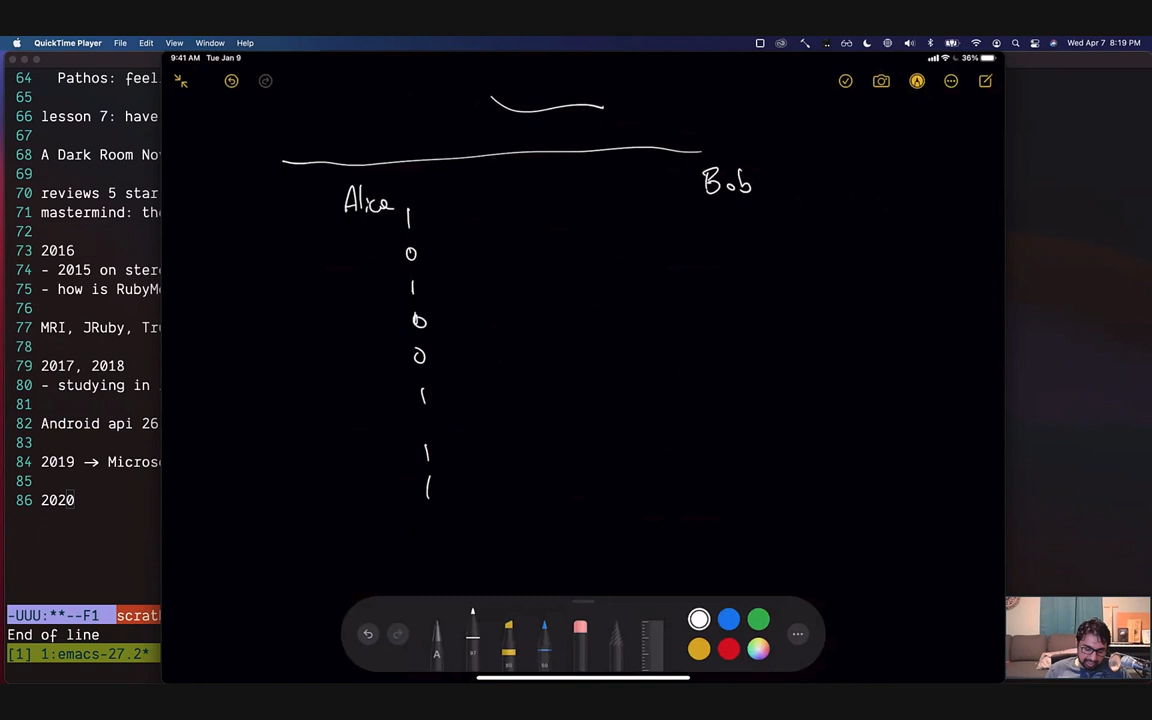 QuickTime Player File Edit View Window Help Wed Apr 7 8:19 PM
9:41 AM Tue Jan 9 36%
64 Pathos: feel
65
66 lesson 7: have
67
68 A Dark Room No
69
70 reviews 5 star
71 mastermind: the
72
73 2016
74 - 2015 on ster
75 - how is RubyM
76
77 MRI, JRuby, Tr
78
79 2017, 2018
80 - studying in
81
82 Android api 26
83
84 2019 → Micros
85
86 2020
-UUU:**--F1 scrat
End of line
[1] 1:emacs-27.2*
Alice
Bob
1
0
1
0
0
1
1
1
A
97
80
50